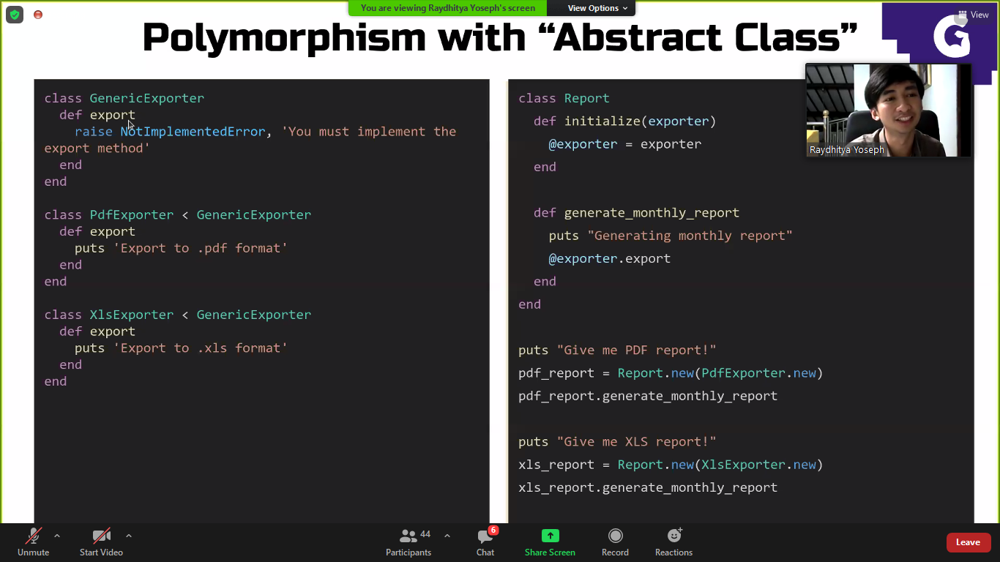 You are viewing Raydhitya Yoseph's screen
View Options
View
Polymorphism with “Abstract Class”
G
class GenericExporter
def export
raise NotImplementedError, 'You must implement the
export method'
end
end
class PdfExporter < GenericExporter
def export
puts 'Export to .pdf format'
end
end
class XlsExporter < GenericExporter
def export
puts 'Export to .xls format'
end
end
class Report
def initialize(exporter)
@exporter = exporter
end
def generate_monthly_report
puts "Generating monthly report"
@exporter.export
end
end
puts "Give me PDF report!"
pdf_report = Report.new(PdfExporter.new)
pdf_report.generate_monthly_report
puts "Give me XLS report!"
xls_report = Report.new(XlsExporter.new)
xls_report.generate_monthly_report
Raydhitya Yoseph
Unmute
Start Video
Participants
44
Chat
6
Share Screen
Record
Reactions
Leave